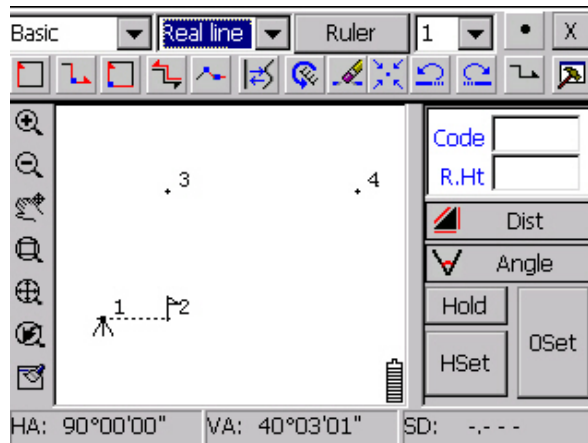 Basic Real line Ruler 1 X
Code
3 4 R.Ht
Dist
Angle
1 2 Hold
HSet 0Set
HA: 90°00'00" VA: 40°03'01" SD: -.---